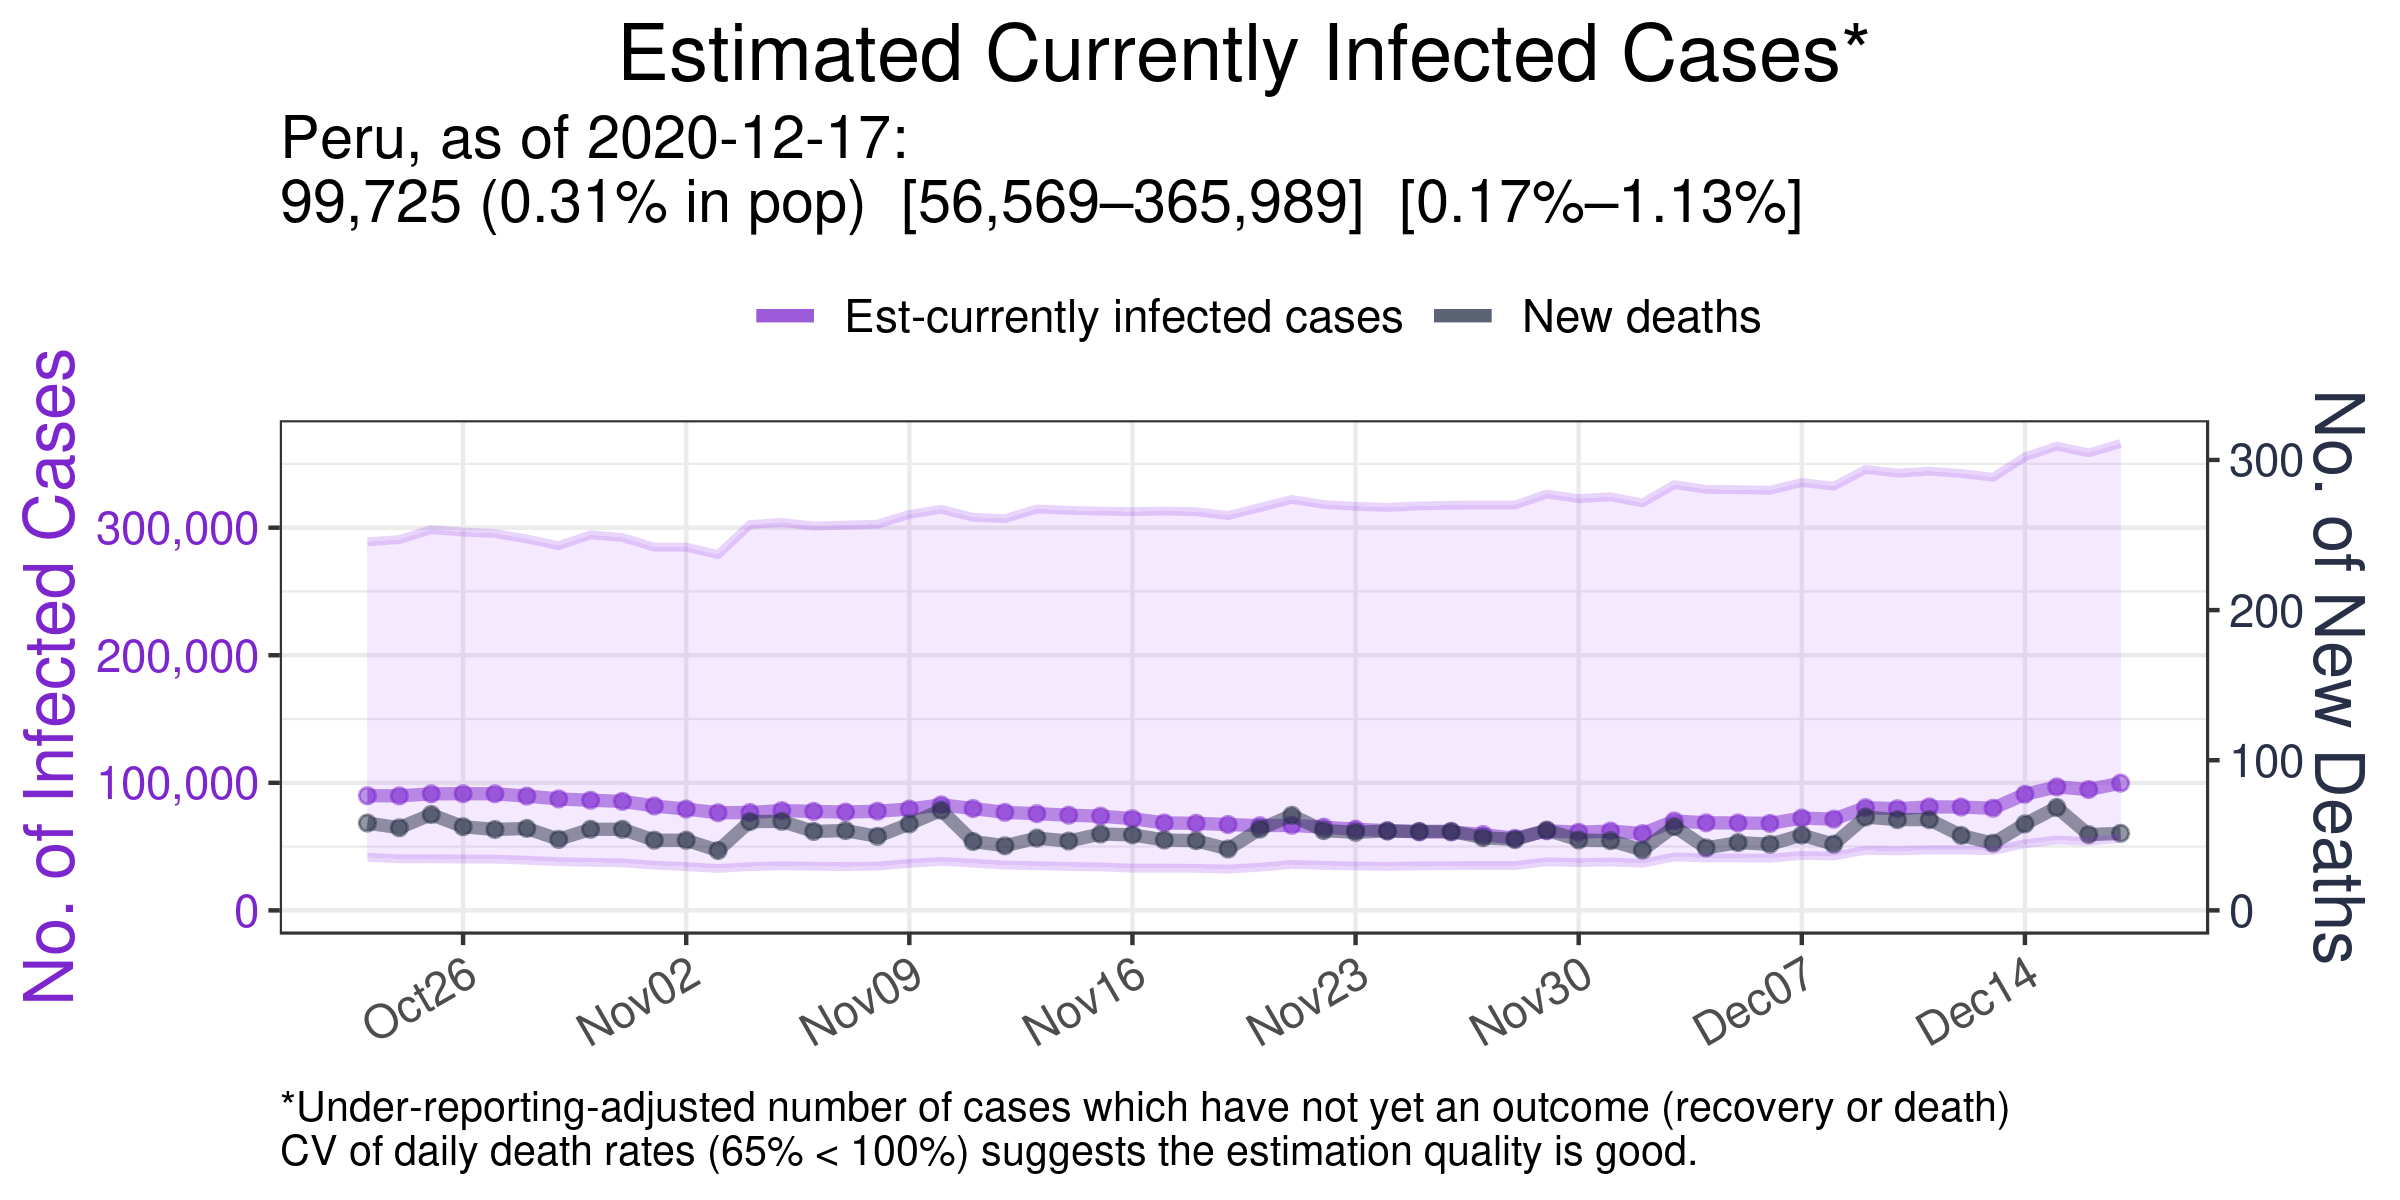 Estimated Currently Infected Cases*
Peru, as of 2020-12-17:
99,725 (0.31% in pop)  [56,569–365,989]  [0.17%–1.13%]
Est-currently infected cases
New deaths
No. of Infected Cases
300,000
200,000
100,000
0
300
200
100
0
No. of New Deaths
Oct26
Nov02
Nov09
Nov16
Nov23
Nov30
Dec07
Dec14
*Under-reporting-adjusted number of cases which have not yet an outcome (recovery or death)
CV of daily death rates (65% < 100%) suggests the estimation quality is good.